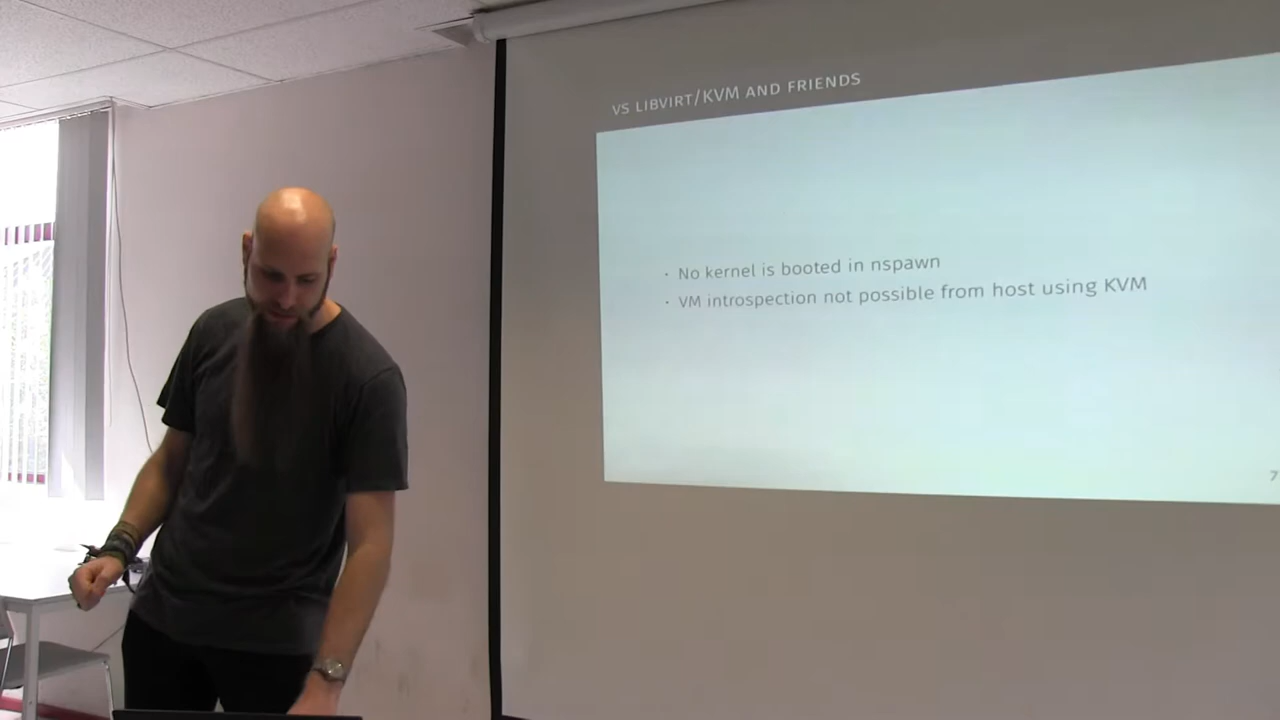 VS LIBVIRT/KVM AND FRIENDS
· No kernel is booted in nspawn
· VM introspection not possible from host using KVM
7